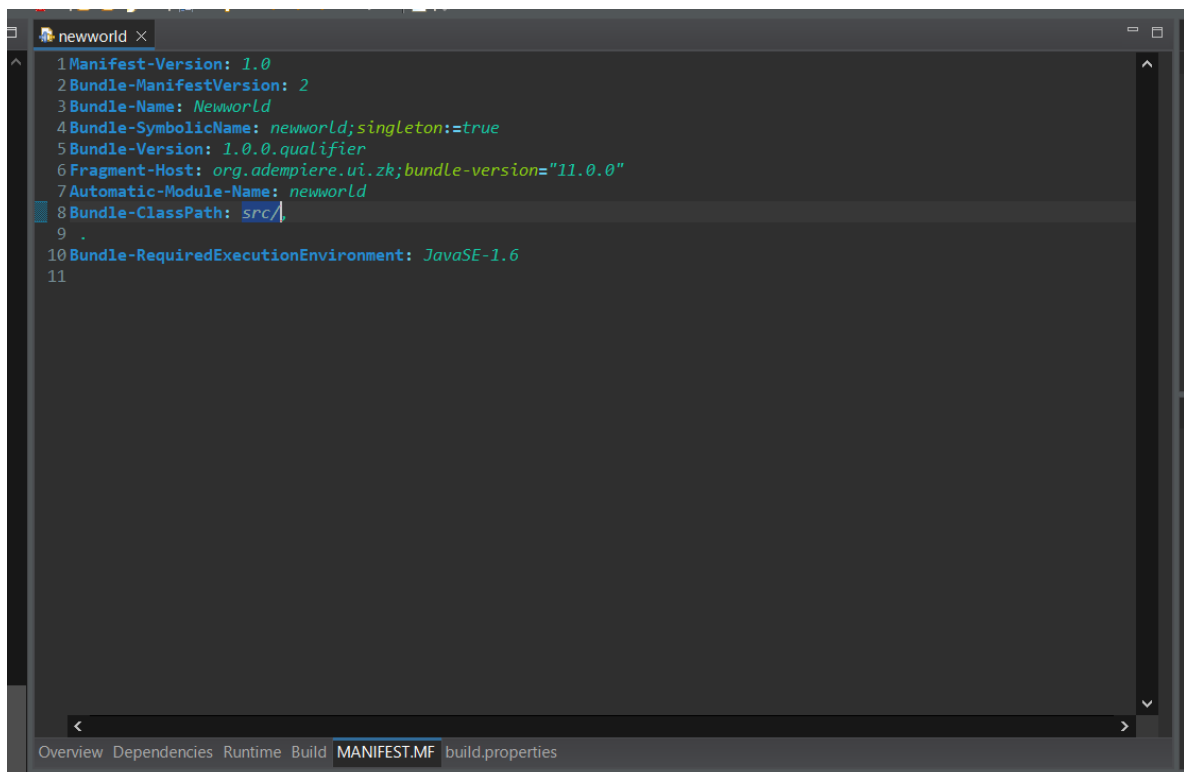 newworld
1 Manifest-Version: 1.0
2 Bundle-ManifestVersion: 2
3 Bundle-Name: Newworld
4 Bundle-SymbolicName: newworld;singleton:=true
5 Bundle-Version: 1.0.0.qualifier
6 Fragment-Host: org.adempiere.ui.zk;bundle-version="11.0.0"
7 Automatic-Module-Name: newworld
8 Bundle-ClassPath: src/,
9 .
10 Bundle-RequiredExecutionEnvironment: JavaSE-1.6
11
Overview Dependencies Runtime Build MANIFEST.MF build.properties